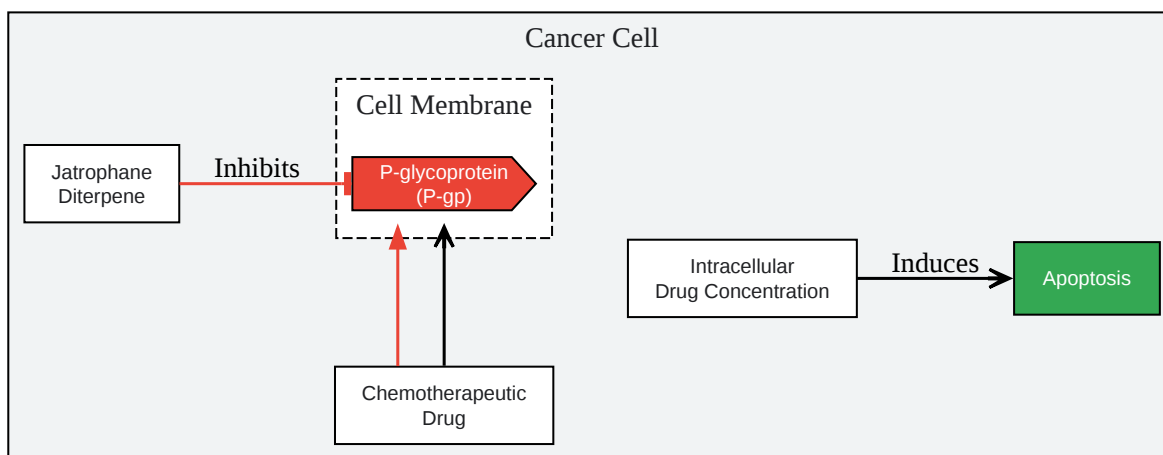 Cancer Cell
Cell Membrane
Jatrophane
Diterpene
Inhibits
P-glycoprotein
(P-gp)
Intracellular
Drug Concentration
Induces
Apoptosis
Chemotherapeutic
Drug